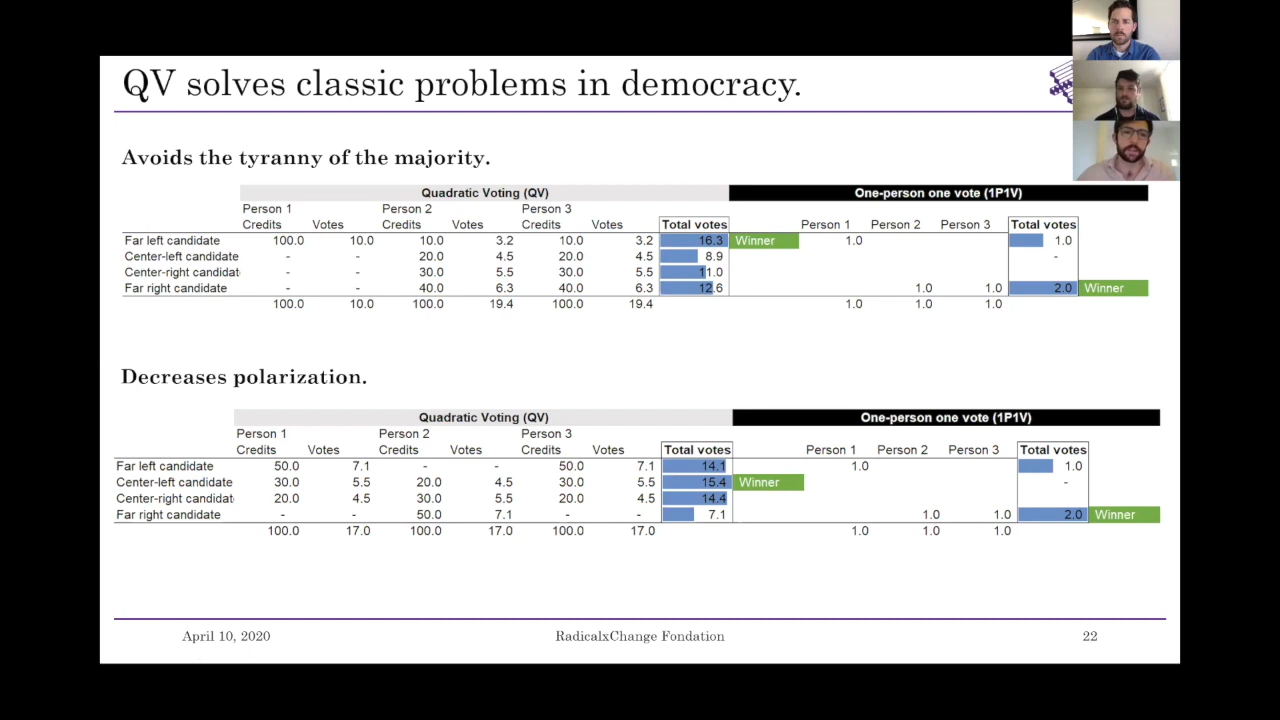 QV solves classic problems in democracy.
Avoids the tyranny of the majority.
Quadratic Voting (QV) One-person one vote (1P1V)
Person 1 Person 2 Person 3
Credits Votes Credits Votes Credits Votes Total votes Person 1 Person 2 Person 3 Total votes
Far left candidate 100.0 10.0 10.0 3.2 10.0 3.2 16.3 Winner 1.0 1.0
Center-left candidate - - 20.0 4.5 20.0 4.5 8.9 -
Center-right candidat - - 30.0 5.5 30.0 5.5 11.0
Far right candidate - - 40.0 6.3 40.0 6.3 12.6 1.0 1.0 2.0 Winner
100.0 10.0 100.0 19.4 100.0 19.4 1.0 1.0 1.0
Decreases polarization.
Quadratic Voting (QV) One-person one vote (1P1V)
Person 1 Person 2 Person 3
Credits Votes Credits Votes Credits Votes Total votes Person 1 Person 2 Person 3 Total votes
Far left candidate 50.0 7.1 - - 50.0 7.1 14.1 1.0 1.0
Center-left candidate 30.0 5.5 20.0 4.5 30.0 5.5 15.4 Winner -
Center-right candidat 20.0 4.5 30.0 5.5 20.0 4.5 14.4
Far right candidate - - 50.0 7.1 - - 7.1 1.0 1.0 2.0 Winner
100.0 17.0 100.0 17.0 100.0 17.0 1.0 1.0 1.0
April 10, 2020 RadicalxChange Fondation 22